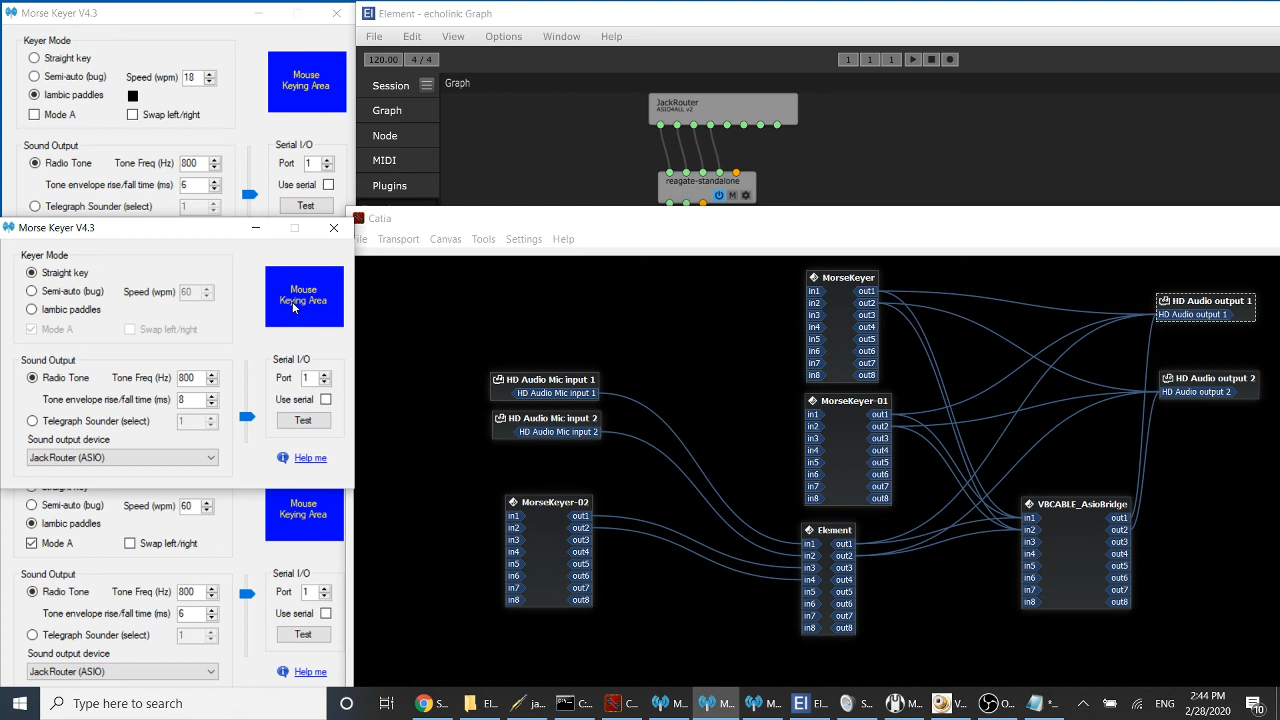 Morse Keyer V4.3
Keyer Mode
Straight key
Semi-auto (bug)
Speed (wpm) 18
Iambic paddles
Mode A
Swap left/right
Mouse
Keying Area
Sound Output
Radio Tone
Tone Freq (Hz) 800
Tone envelope rise/fall time (ms) 6
Telegraph Sounder (select) 1
Serial I/O
Port 1
Use serial
Test
Element - echolink: Graph
File Edit View Options Window Help
120.00 4 / 4
1 1 1
Session
Graph
Node
MIDI
Plugins
Graph
JackRouter
ASIO4ALL v2
reagate-standalone
M
Morse Keyer V4.3
Keyer Mode
Straight key
Semi-auto (bug)
Speed (wpm) 60
Iambic paddles
Mode A
Swap left/right
Mouse
Keying Area
Sound Output
Radio Tone
Tone Freq (Hz) 800
Tone envelope rise/fall time (ms) 8
Telegraph Sounder (select) 1
Sound output device
JackRouter (ASIO)
Serial I/O
Port 1
Use serial
Test
Help me
Straight key
Semi-auto (bug)
Speed (wpm) 60
Iambic paddles
Mode A
Swap left/right
Mouse
Keying Area
Sound Output
Radio Tone
Tone Freq (Hz) 800
Tone envelope rise/fall time (ms) 6
Telegraph Sounder (select) 1
Sound output device
JackRouter (ASIO)
Serial I/O
Port 1
Use serial
Test
Help me
Catia
File Transport Canvas Tools Settings Help
MorseKeyer
in1 out1
in2 out2
in3 out3
in4 out4
in5 out5
in6 out6
in7 out7
in8 out8
HD Audio output 1
HD Audio output 1
HD Audio output 2
HD Audio output 2
HD Audio Mic input 1
HD Audio Mic input 1
HD Audio Mic input 2
HD Audio Mic input 2
MorseKeyer-01
in1 out1
in2 out2
in3 out3
in4 out4
in5 out5
in6 out6
in7 out7
in8 out8
MorseKeyer-02
in1 out1
in2 out2
in3 out3
in4 out4
in5 out5
in6 out6
in7 out7
in8 out8
Element
in1 out1
in2 out2
in3 out3
in4 out4
in5 out5
in6 out6
in7 out7
in8 out8
VBCABLE_AsioBridge
in1 out1
in2 out2
in3 out3
in4 out4
in5 out5
in6 out6
in7 out7
in8 out8
Type here to search
S... El... ja... C:... C... M... M... M... El... S... M... V... O... *...
2:44 PM
2/28/2020
10